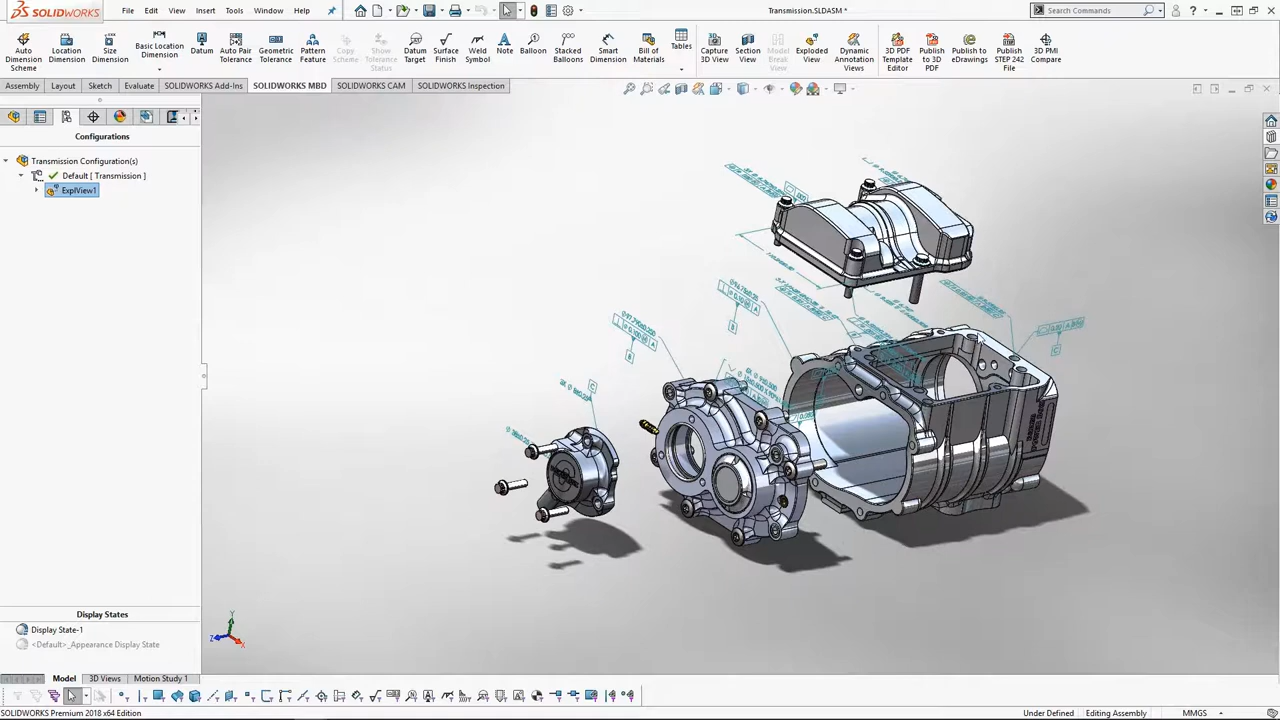 SOLIDWORKS
File Edit View Insert Tools Window Help
Transmission.SLDASM *
Search Commands
Auto Dimension Scheme
Location Dimension
Size Dimension
Basic Location Dimension
Datum
Auto Pair Tolerance
Geometric Tolerance
Pattern Feature
Copy Scheme
Show Tolerance Status
Datum Target
Surface Finish
Weld Symbol
Note
Balloon
Stacked Balloons
Smart Dimension
Bill of Materials
Tables
Capture 3D View
Section View
Model Break View
Exploded View
Dynamic Annotation Views
3D PDF Template Editor
Publish to 3D PDF
Publish to eDrawings
Publish STEP 242 File
3D PMI Compare
Assembly Layout Sketch Evaluate SOLIDWORKS Add-Ins SOLIDWORKS MBD SOLIDWORKS CAM SOLIDWORKS Inspection
Configurations
Transmission Configuration(s)
Default [ Transmission ]
ExplView1
B
B
C
C
Display States
Display State-1
<Default>_Appearance Display State
Y
Z
X
Model 3D Views Motion Study 1
SOLIDWORKS Premium 2018 x64 Edition
Under Defined Editing Assembly MMGS